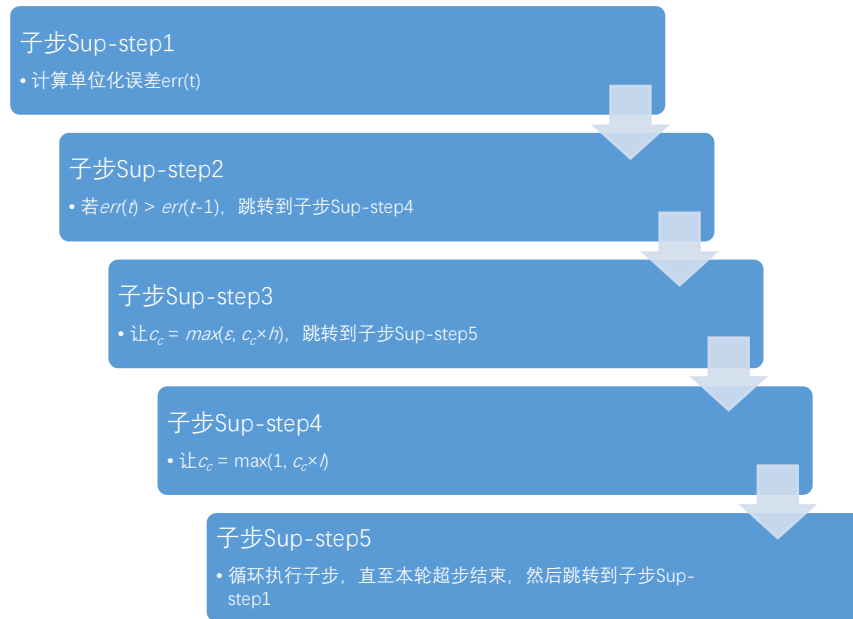 子步Sup-step1
• 计算单位化误差err(t)
子步Sup-step2
• 若err(t) > err(t-1)，跳转到子步Sup-step4
子步Sup-step3
• 让c_c = max(ε, c_c×h)，跳转到子步Sup-step5
子步Sup-step4
• 让c_c = max(1, c_c×l)
子步Sup-step5
• 循环执行子步，直至本轮超步结束，然后跳转到子步Sup-
step1